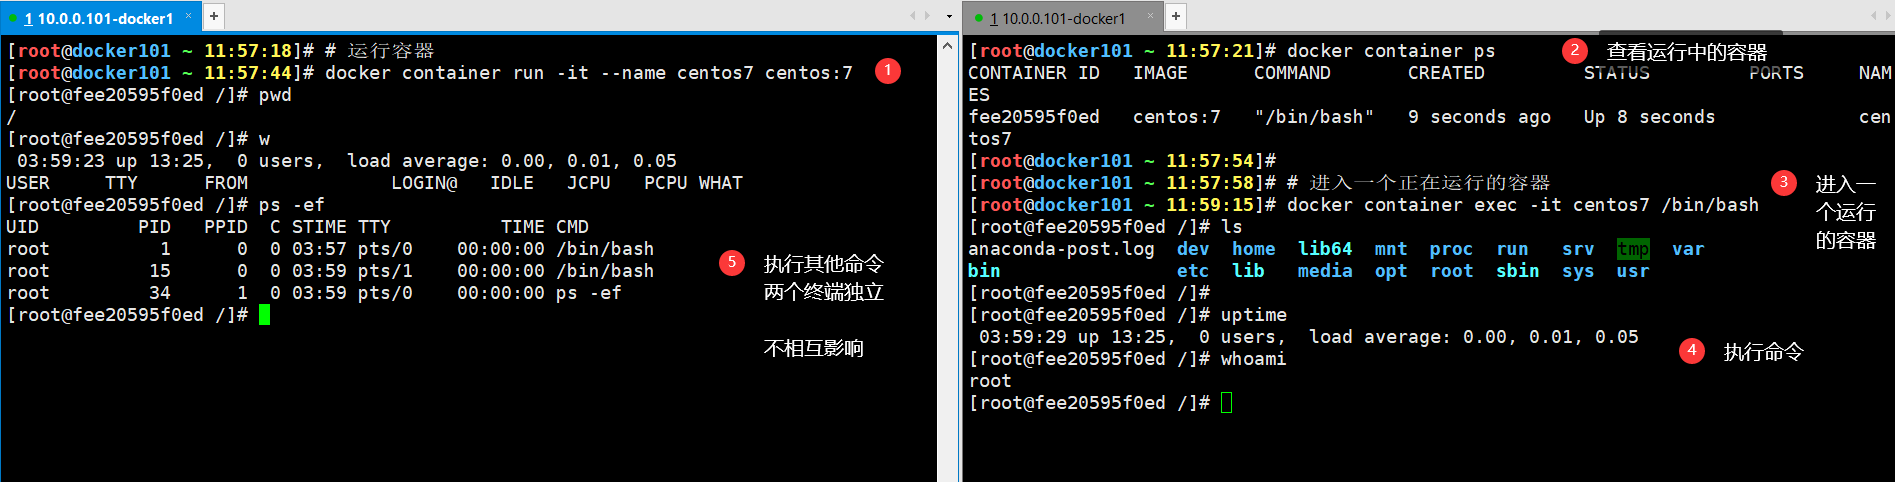 1 10.0.0.101-docker1
[root@docker101 ~ 11:57:18]# # 运行容器
[root@docker101 ~ 11:57:44]# docker container run -it --name centos7 centos:7
1
[root@fee20595f0ed /]# pwd
/
[root@fee20595f0ed /]# w
 03:59:23 up 13:25,  0 users,  load average: 0.00, 0.01, 0.05
USER     TTY      FROM             LOGIN@   IDLE   JCPU   PCPU WHAT
[root@fee20595f0ed /]# ps -ef
UID         PID   PPID  C STIME TTY          TIME CMD
root          1      0  0 03:57 pts/0    00:00:00 /bin/bash
root         15      0  0 03:59 pts/1    00:00:00 /bin/bash
root         34      1  0 03:59 pts/0    00:00:00 ps -ef
[root@fee20595f0ed /]#
5
执行其他命令
两个终端独立
不相互影响
1 10.0.0.101-docker1
[root@docker101 ~ 11:57:21]# docker container ps
2 查看运行中的容器
CONTAINER ID   IMAGE      COMMAND       CREATED         STATUS         PORTS     NAM
ES
fee20595f0ed   centos:7   "/bin/bash"   9 seconds ago   Up 8 seconds             cen
tos7
[root@docker101 ~ 11:57:54]#
[root@docker101 ~ 11:57:58]# # 进入一个正在运行的容器
[root@docker101 ~ 11:59:15]# docker container exec -it centos7 /bin/bash
3
进入一
个运行
的容器
[root@fee20595f0ed /]# ls
anaconda-post.log  dev  home  lib64  mnt  proc  run   srv  tmp  var
bin                etc  lib   media  opt  root  sbin  sys  usr
[root@fee20595f0ed /]#
[root@fee20595f0ed /]# uptime
 03:59:29 up 13:25,  0 users,  load average: 0.00, 0.01, 0.05
[root@fee20595f0ed /]# whoami
4 执行命令
root
[root@fee20595f0ed /]#